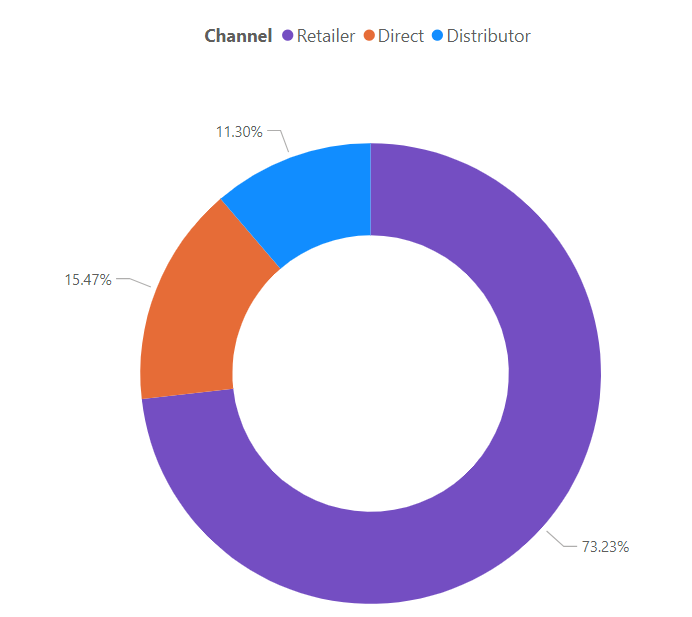 Channel Retailer Direct Distributor
11.30%
15.47%
73.23%